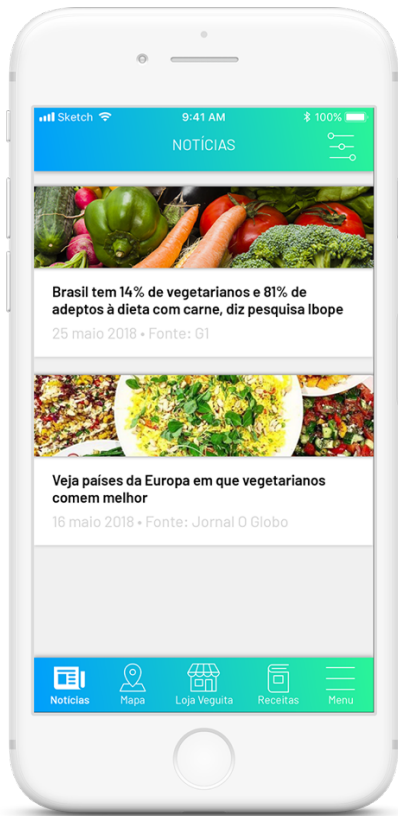 Sketch 9:41 AM 100%
NOTÍCIAS
Brasil tem 14% de vegetarianos e 81% de
adeptos à dieta com carne, diz pesquisa Ibope
25 maio 2018 • Fonte: G1
Veja países da Europa em que vegetarianos
comem melhor
16 maio 2018 • Fonte: Jornal O Globo
Notícias Mapa Loja Veguita Receitas Menu